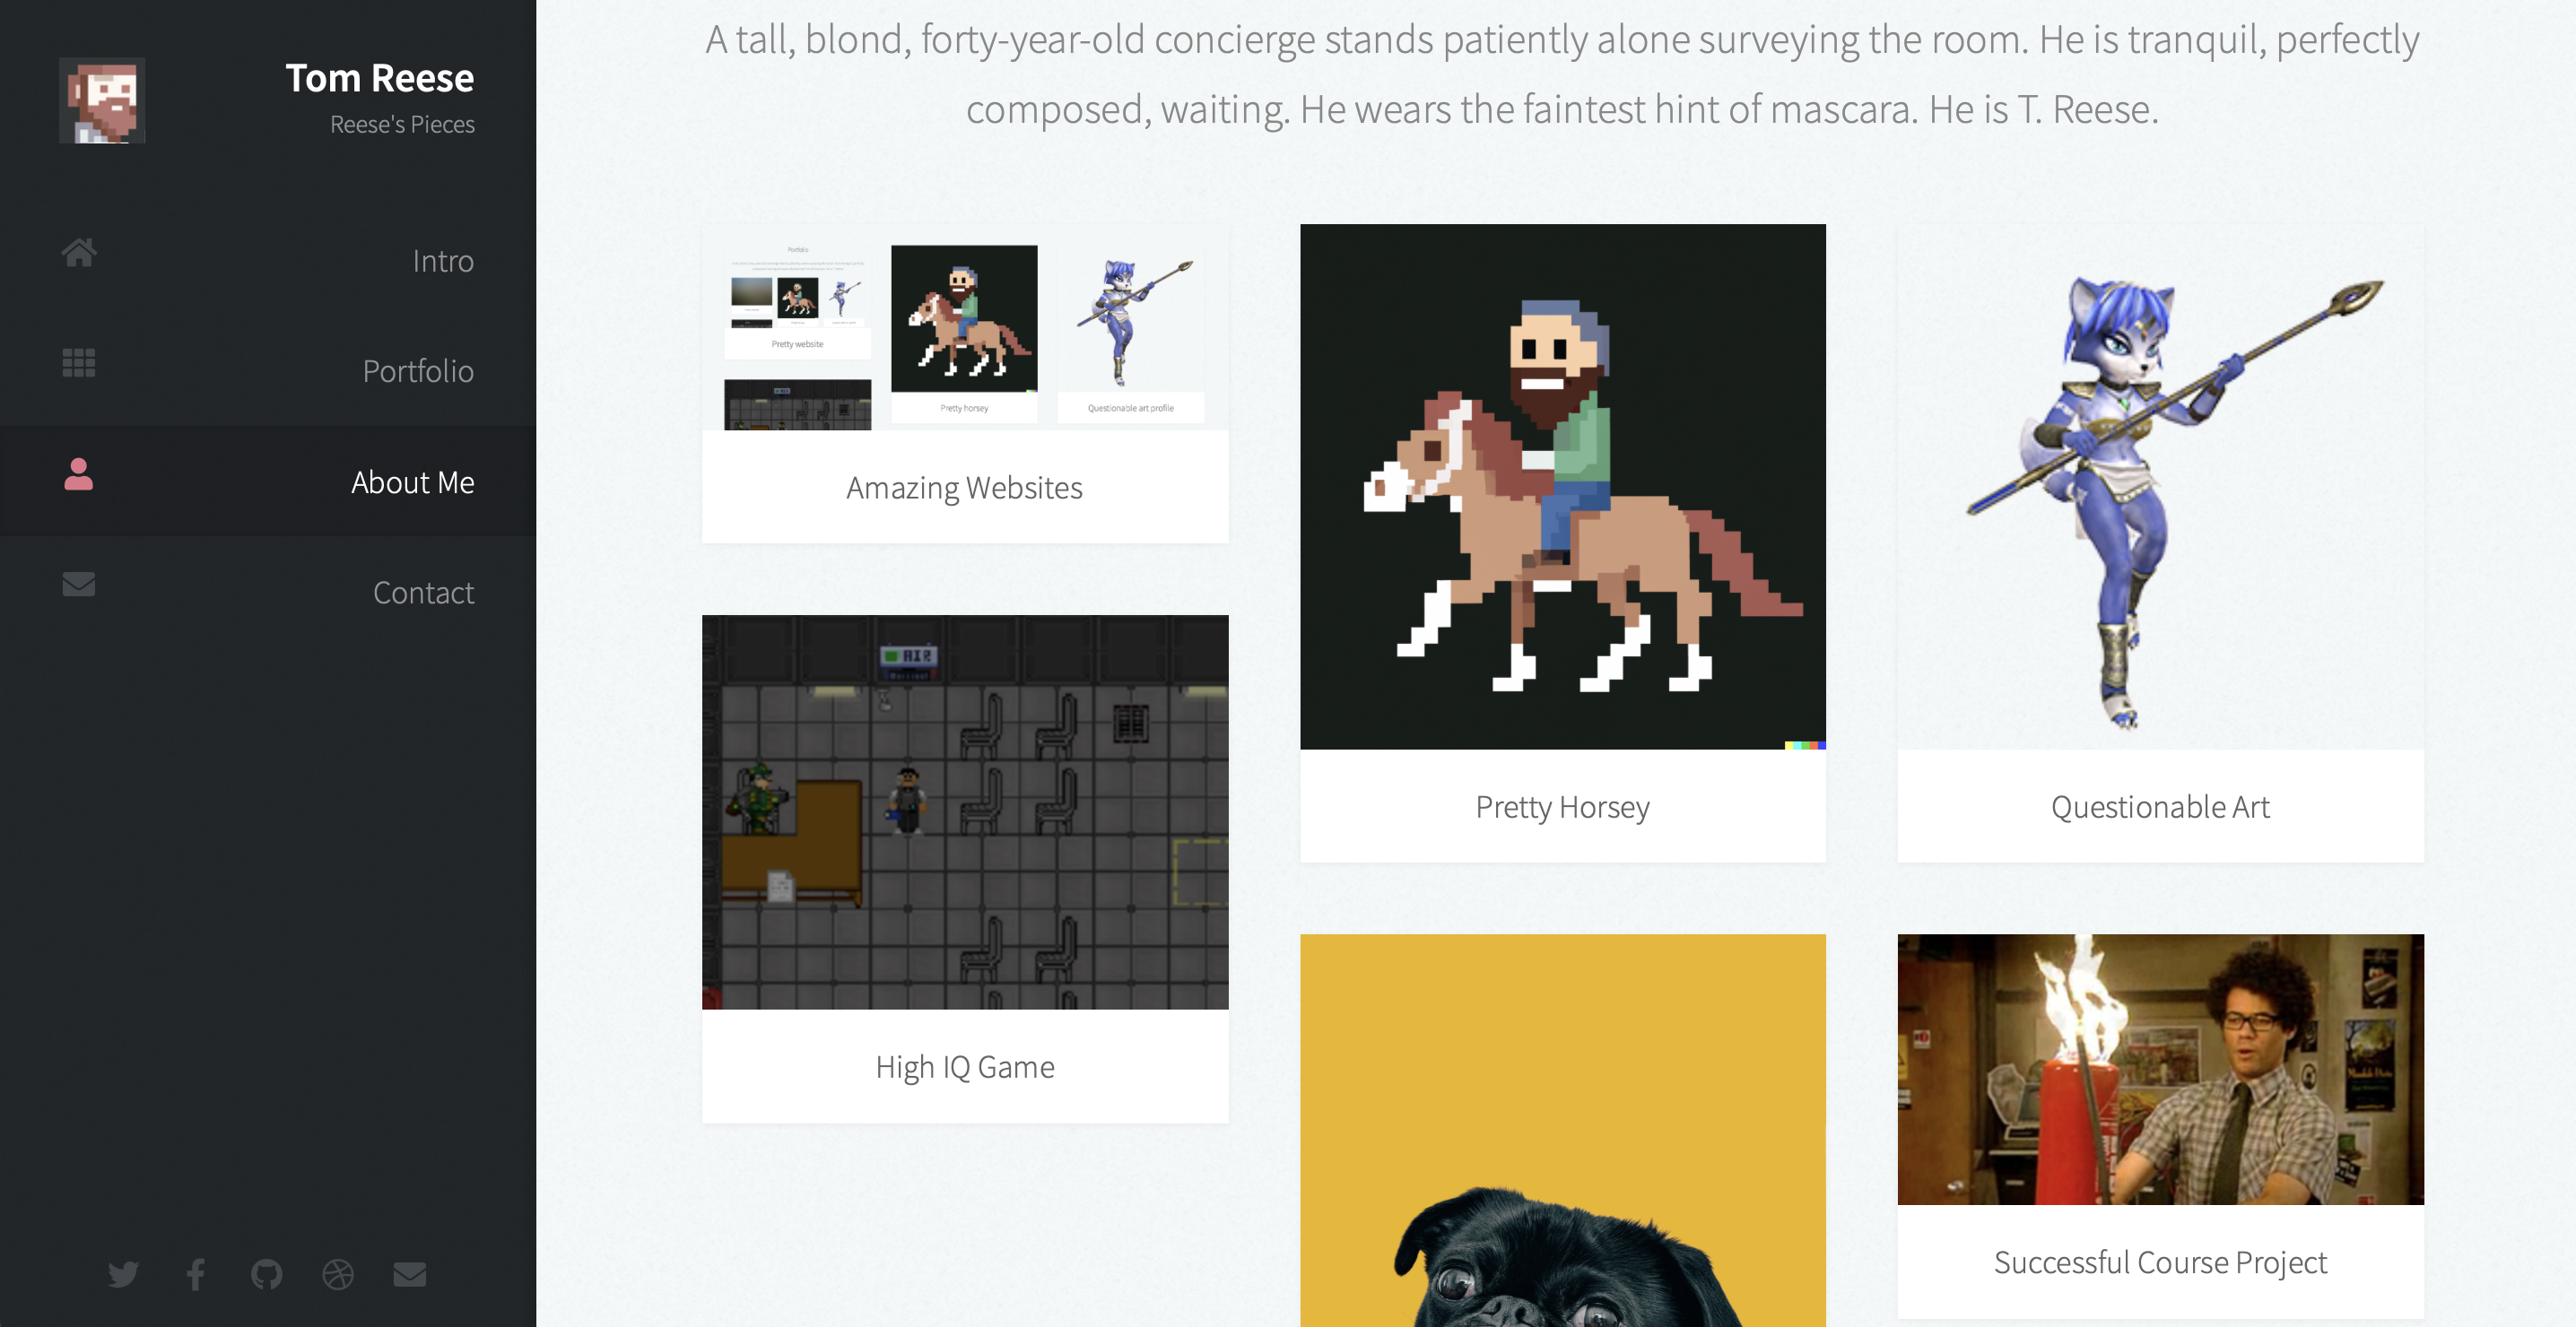 Tom Reese
Reese's Pieces
Intro
Portfolio
About Me
Contact
A tall, blond, forty-year-old concierge stands patiently alone surveying the room. He is tranquil, perfectly
composed, waiting. He wears the faintest hint of mascara. He is T. Reese.
Portfolio
Pretty website
Pretty horsey
Questionable art profile
Amazing Websites
Pretty Horsey
Questionable Art
AIR
High IQ Game
Successful Course Project